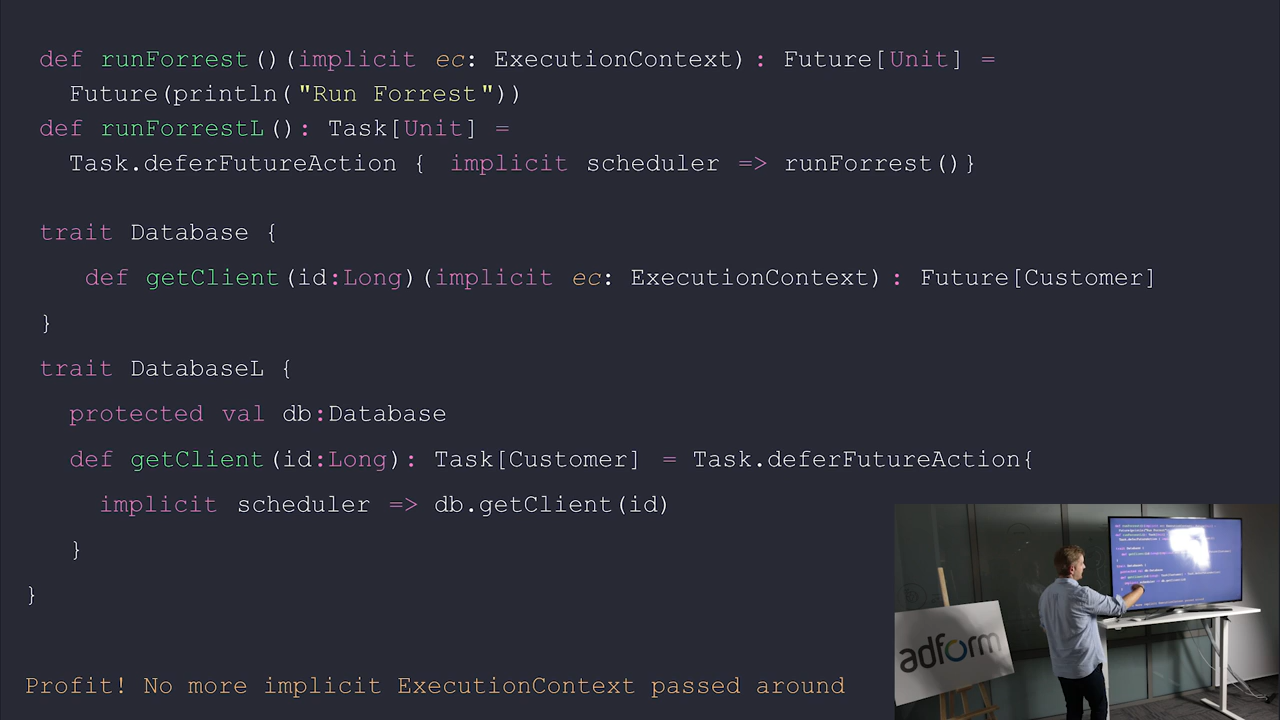 def runForrest()(implicit ec: ExecutionContext): Future[Unit] =
Future(println("Run Forrest"))
def runForrestL(): Task[Unit] =
Task.deferFutureAction { implicit scheduler => runForrest()}
trait Database {
def getClient(id:Long)(implicit ec: ExecutionContext): Future[Customer]
}
trait DatabaseL {
protected val db:Database
def getClient(id:Long): Task[Customer] = Task.deferFutureAction{
implicit scheduler => db.getClient(id)
}
}
Profit! No more implicit ExecutionContext passed around
adform